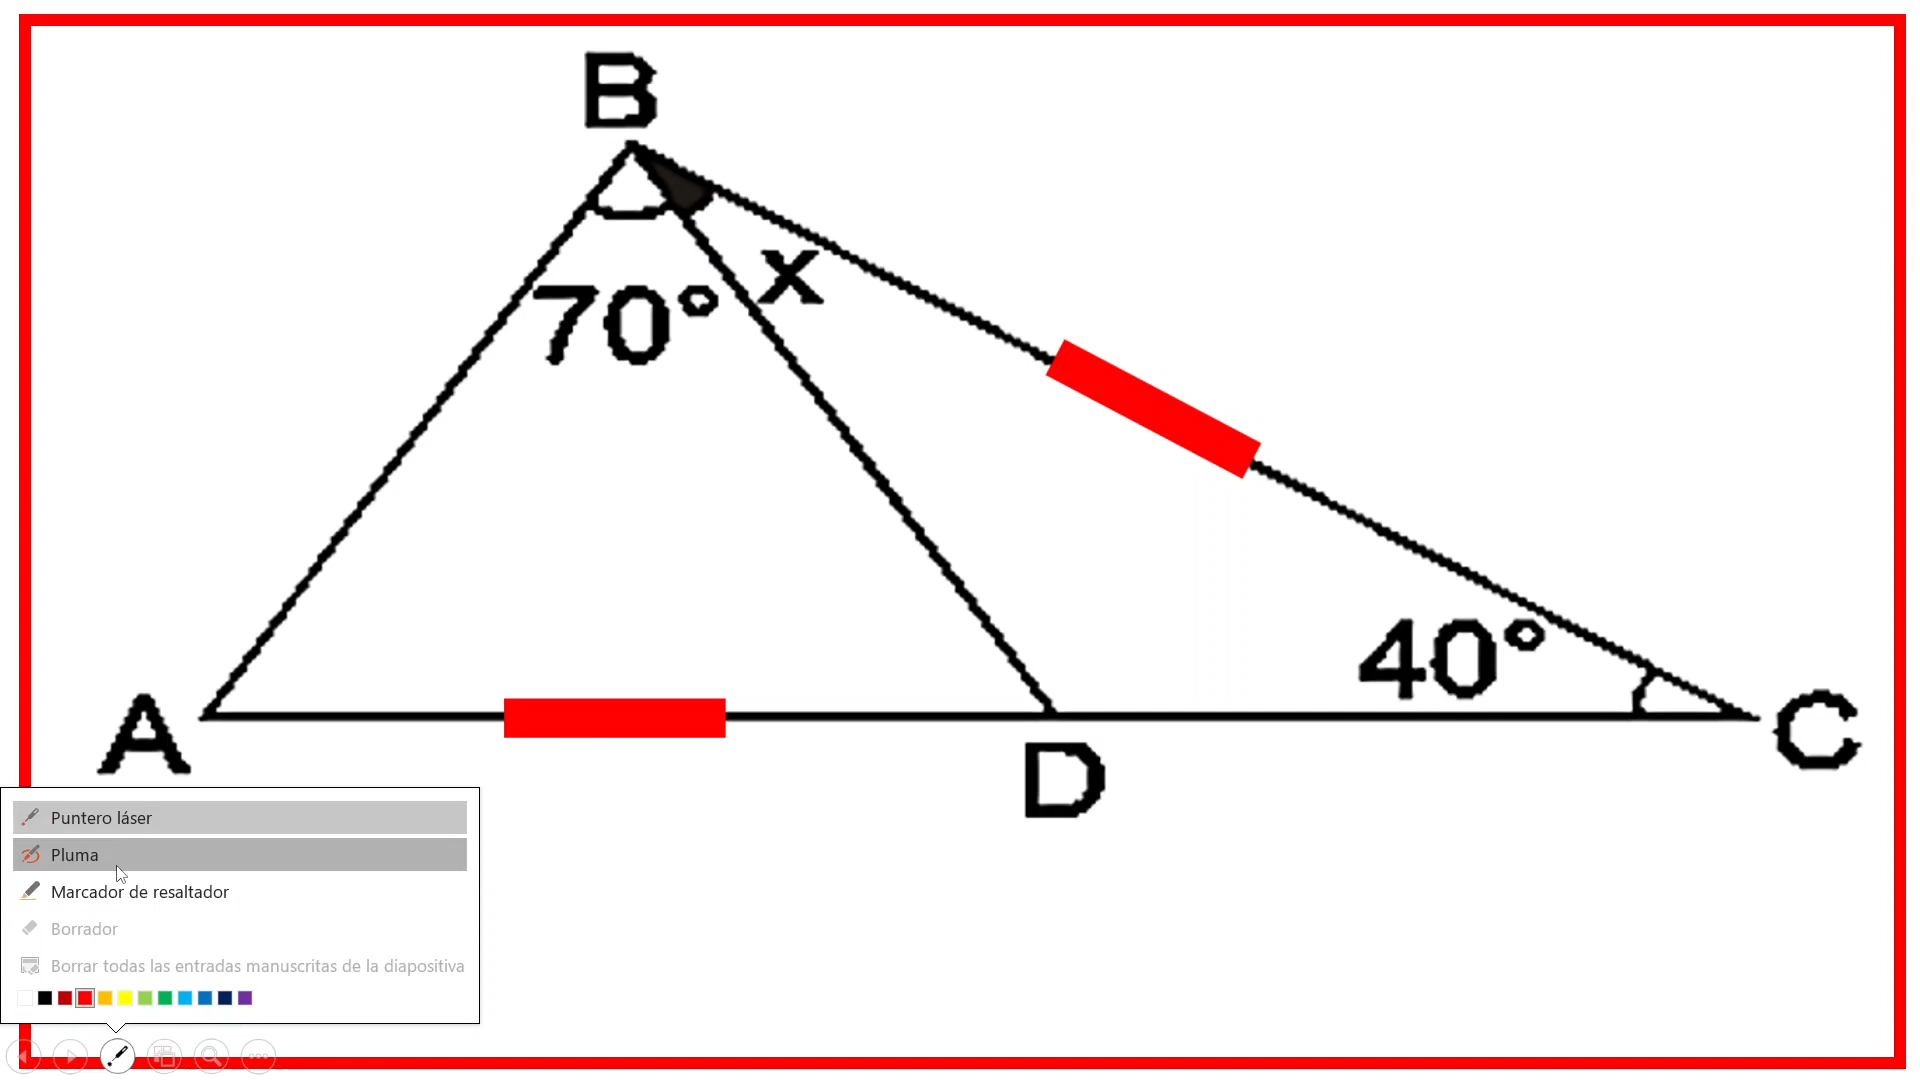 B
x
70°
40°
A
C
D
Puntero láser
Pluma
Marcador de resaltador
Borrador
Borrar todas las entradas manuscritas de la diapositiva